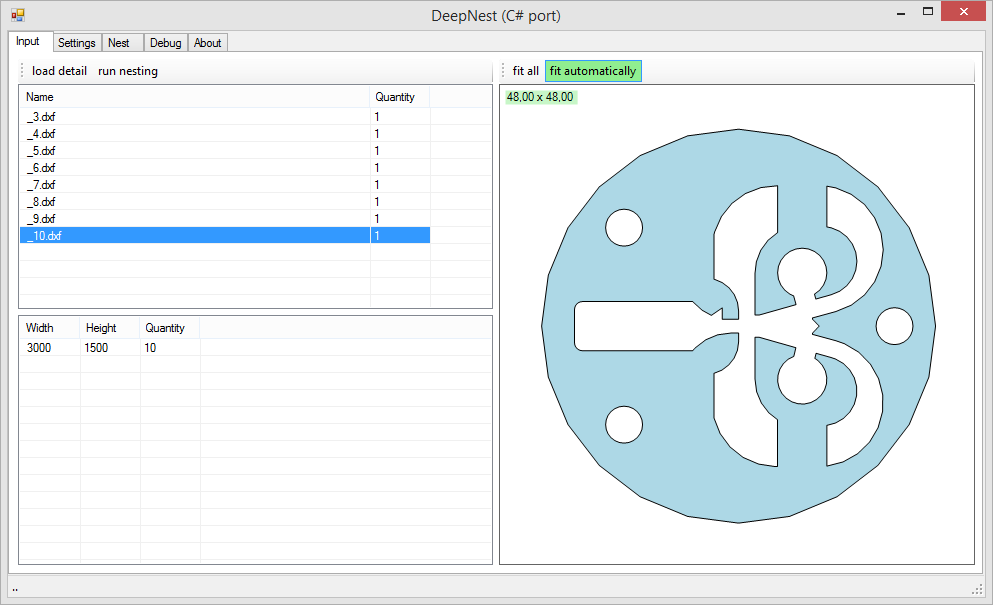 DeepNest (C# port)
Input Settings Nest Debug About
load detail run nesting
Name Quantity
_3.dxf 1
_4.dxf 1
_5.dxf 1
_6.dxf 1
_7.dxf 1
_8.dxf 1
_9.dxf 1
_10.dxf 1
Width Height Quantity
3000 1500 10
fit all fit automatically
48,00 x 48,00
..